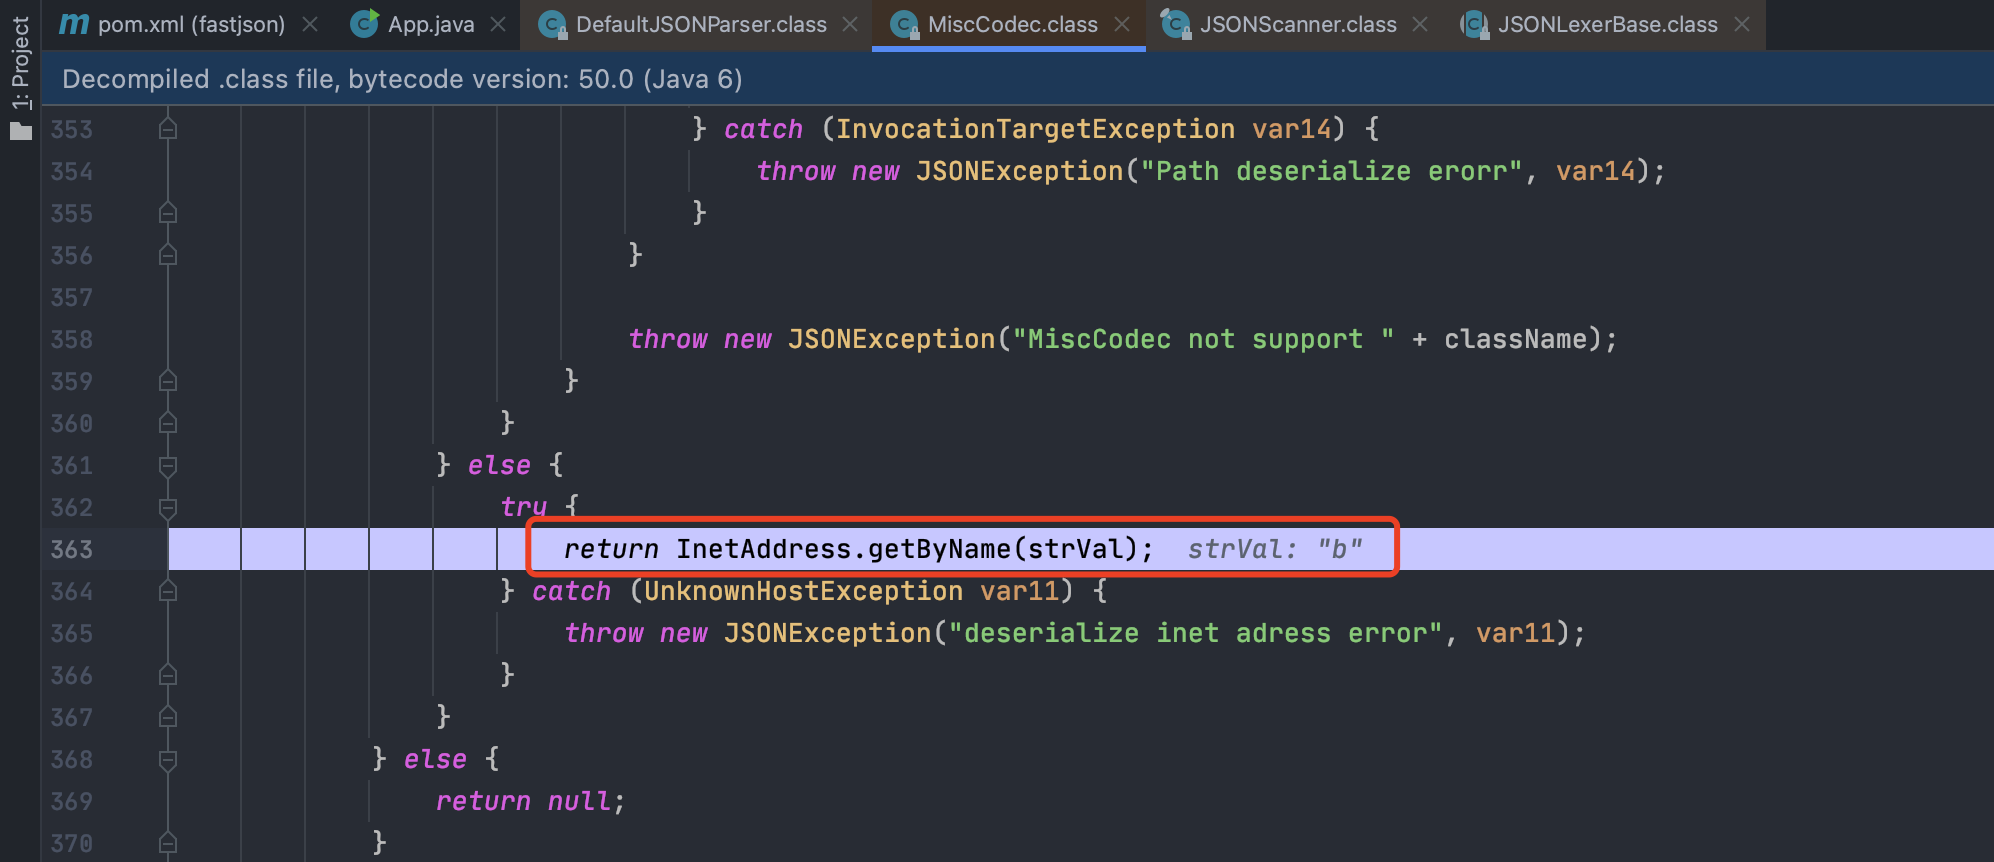 m pom.xml (fastjson) App.java DefaultJSONParser.class MiscCodec.class JSONScanner.class JSONLexerBase.class
1: Project
Decompiled .class file, bytecode version: 50.0 (Java 6)
353 } catch (InvocationTargetException var14) {
354 throw new JSONException("Path deserialize erorr", var14);
355 }
356 }
357
358 throw new JSONException("MiscCodec not support " + className);
359 }
360 }
361 } else {
362 try {
363 return InetAddress.getByName(strVal); strVal: "b"
364 } catch (UnknownHostException var11) {
365 throw new JSONException("deserialize inet adress error", var11);
366 }
367 }
368 } else {
369 return null;
370 }